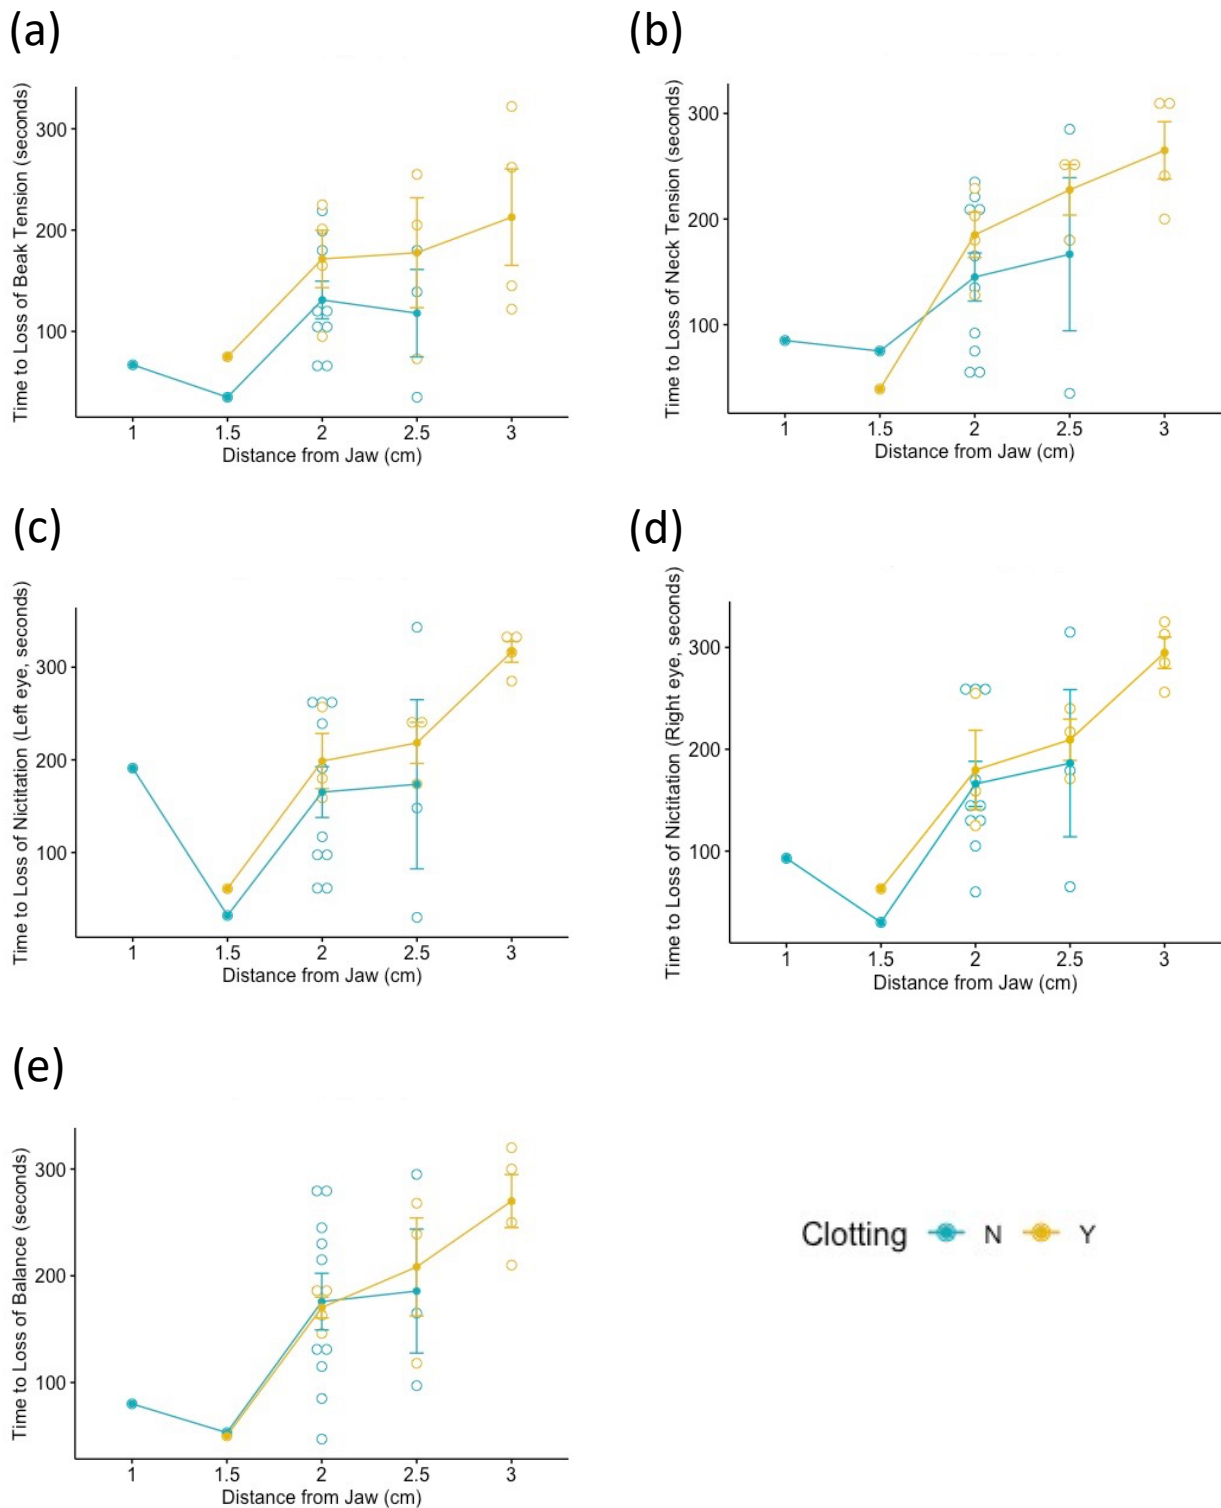 (a)
Time to Loss of Beak Tension (seconds)
300
200
100
1 1.5 2 2.5 3
Distance from Jaw (cm)
(b)
Time to Loss of Neck Tension (seconds)
300
200
100
1 1.5 2 2.5 3
Distance from Jaw (cm)
(c)
Time to Loss of Nictitation (Left eye, seconds)
300
200
100
1 1.5 2 2.5 3
Distance from Jaw (cm)
(d)
Time to Loss of Nictitation (Right eye, seconds)
300
200
100
1 1.5 2 2.5 3
Distance from Jaw (cm)
(e)
Time to Loss of Balance (seconds)
300
200
100
1 1.5 2 2.5 3
Distance from Jaw (cm)
Clotting N Y